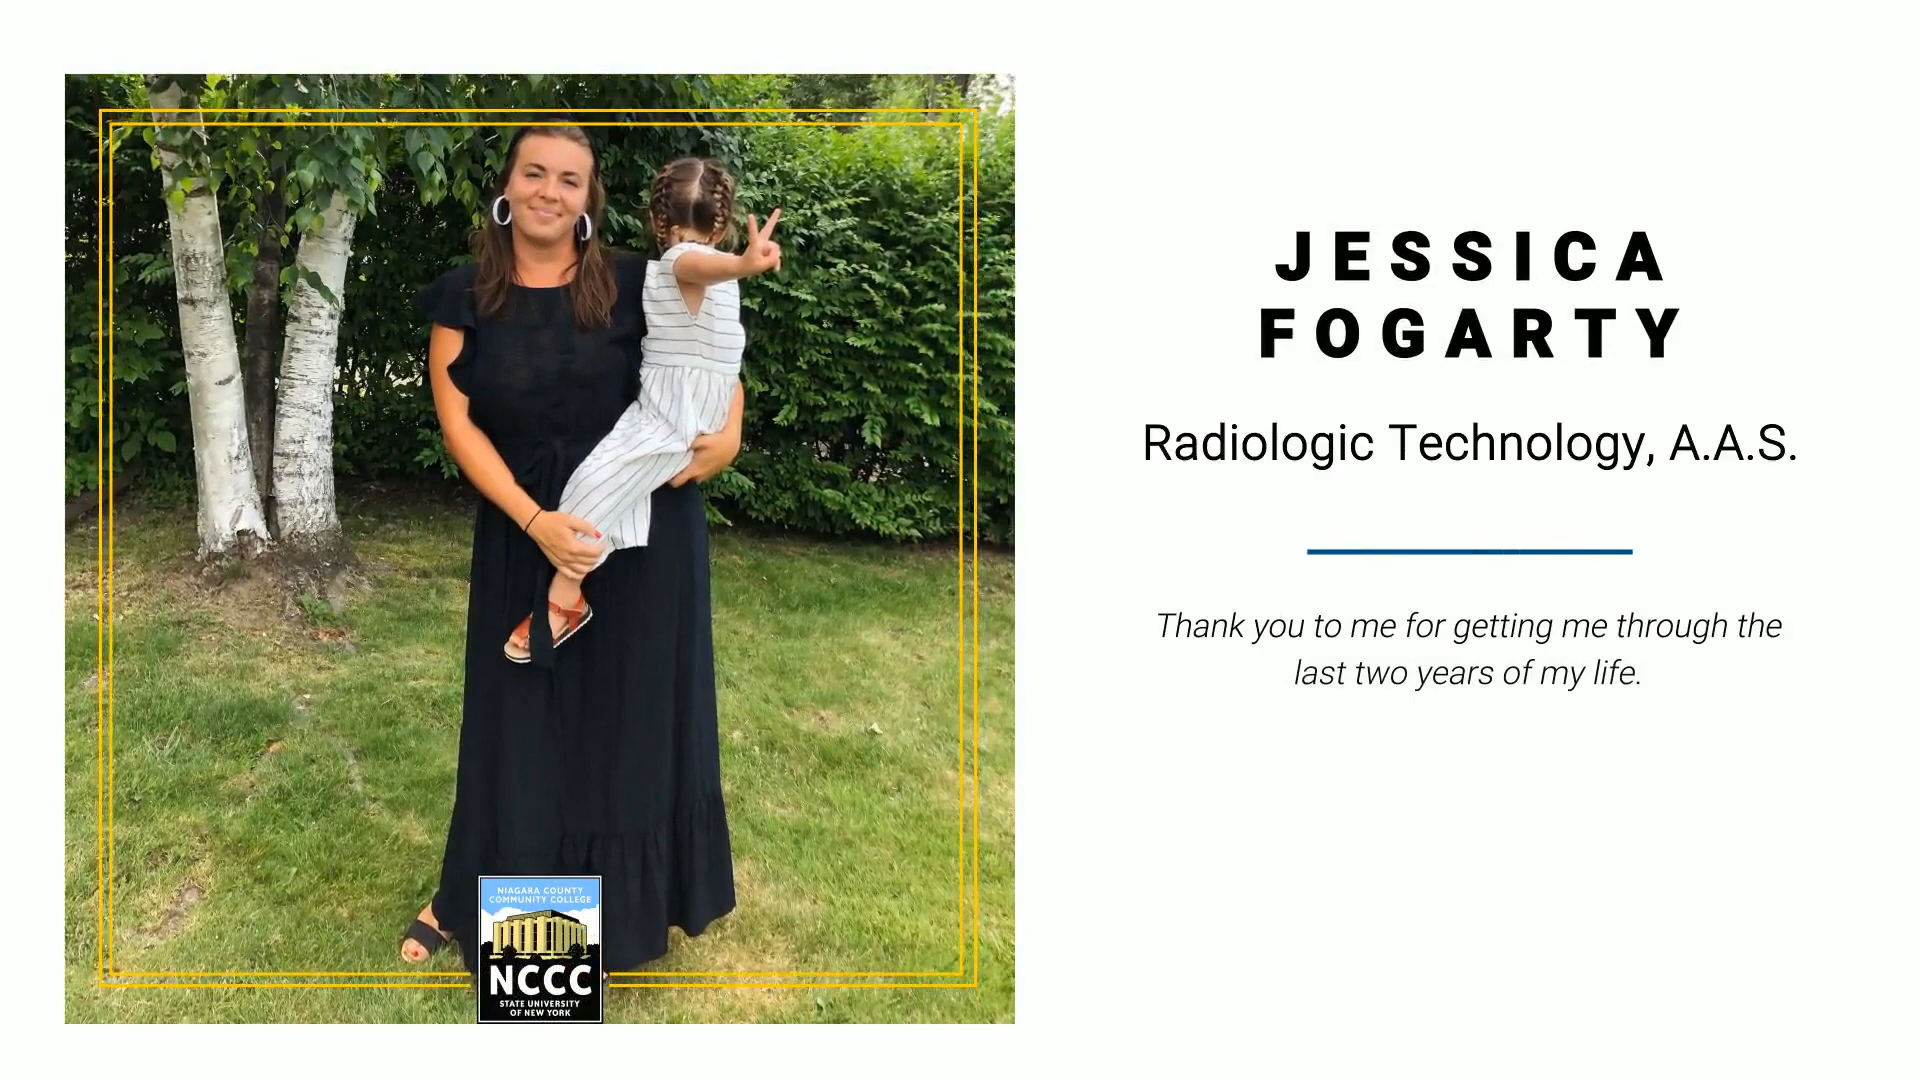 JESSICA
FOGARTY
Radiologic Technology, A.A.S.
Thank you to me for getting me through the
last two years of my life.
NIAGARA COUNTY
COMMUNITY COLLEGE
NCCC
STATE UNIVERSITY
OF NEW YORK